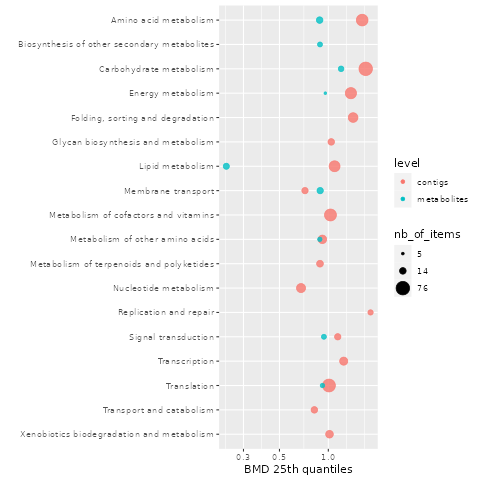 Amino acid metabolism
Biosynthesis of other secondary metabolites
Carbohydrate metabolism
Energy metabolism
Folding, sorting and degradation
Glycan biosynthesis and metabolism
Lipid metabolism
Membrane transport
Metabolism of cofactors and vitamins
Metabolism of other amino acids
Metabolism of terpenoids and polyketides
Nucleotide metabolism
Replication and repair
Signal transduction
Transcription
Translation
Transport and catabolism
Xenobiotics biodegradation and metabolism
0.3 0.5 1.0
BMD 25th quantiles
level
contigs
metabolites
nb_of_items
5
14
76